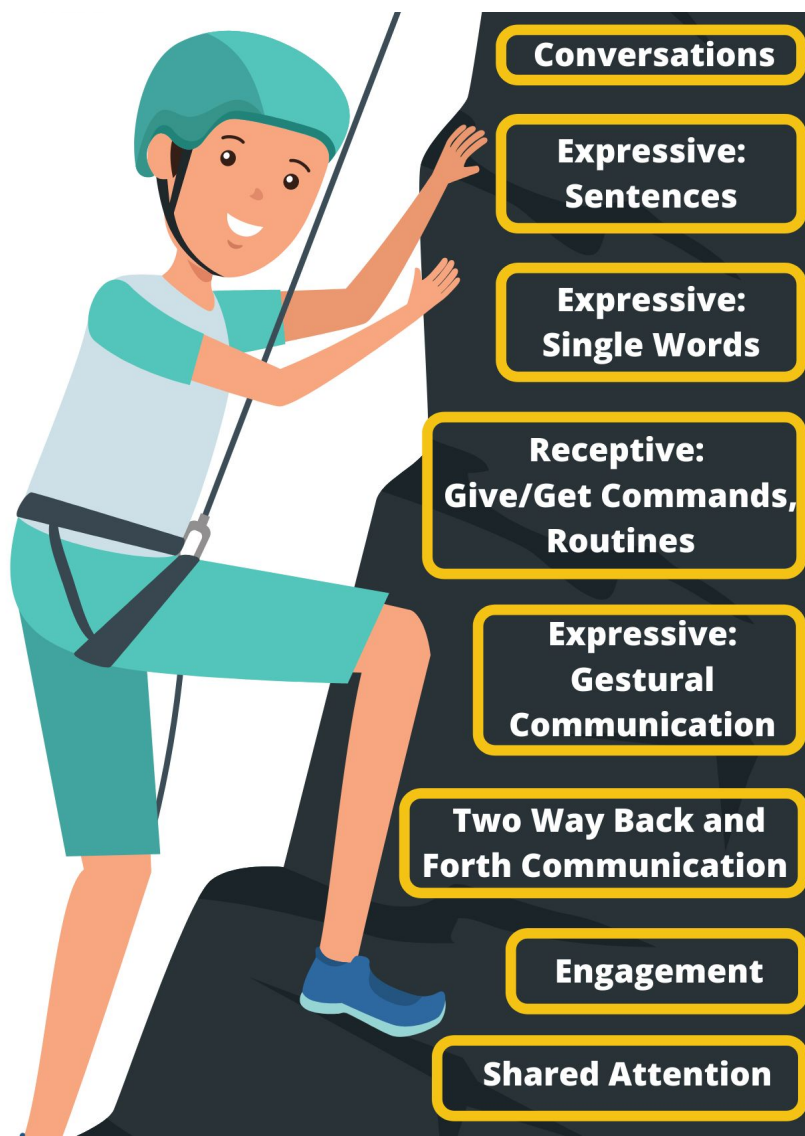 Conversations
Expressive:
Sentences
Expressive:
Single Words
Receptive:
Give/Get Commands,
Routines
Expressive:
Gestural
Communication
Two Way Back and
Forth Communication
Engagement
Shared Attention